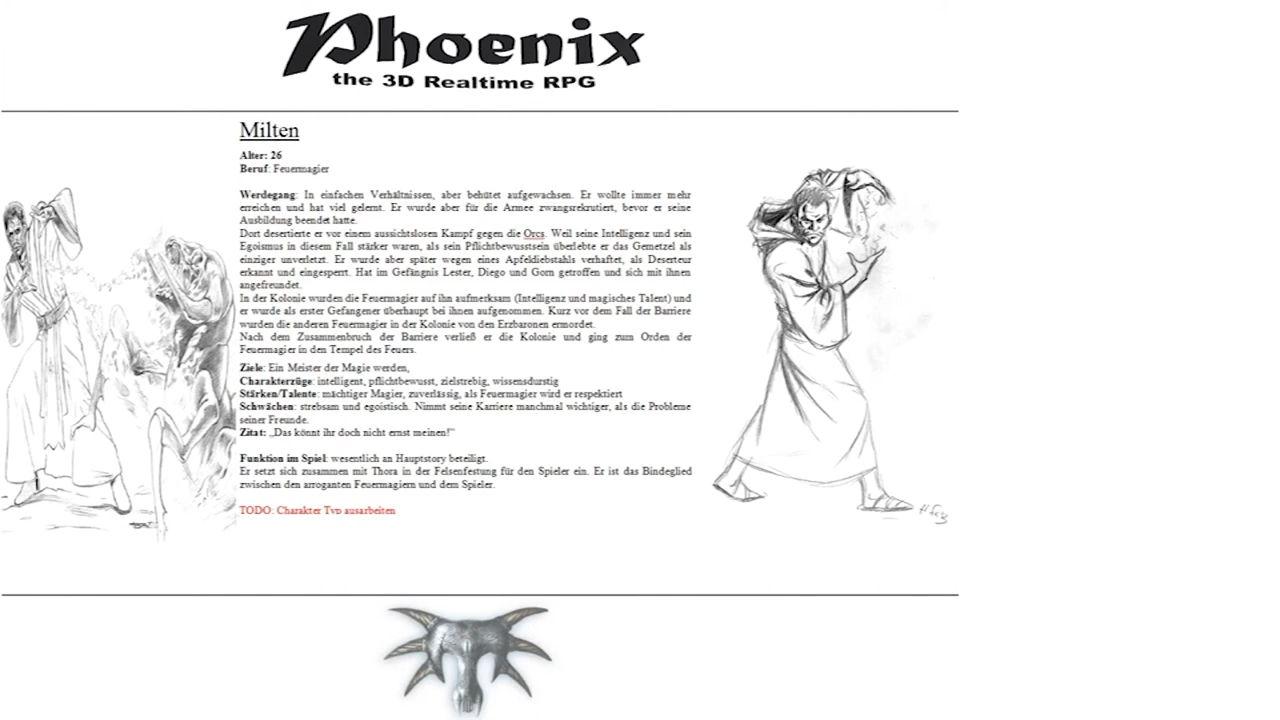 Phoenix
the 3D Realtime RPG
Milten
Alter: 26
Beruf: Feuermagier
Werdegang: In einfachen Verhältnissen, aber behütet aufgewachsen. Er wollte immer mehr
erreichen und hat viel gelernt. Er wurde aber für die Armee zwangsrekrutiert, bevor er seine
Ausbildung beendet hatte.
Dort desertierte er vor einem aussichtslosen Kampf gegen die Orcs. Weil seine Intelligenz und sein
Egoismus in diesem Fall stärker waren, als sein Pflichtbewusstsein überlebte er das Gemetzel als
einziger unverletzt. Er wurde aber später wegen eines Apfeldiebstahls verhaftet, als Deserteur
erkannt und eingesperrt. Hat im Gefängnis Lester, Diego und Gorn getroffen und sich mit ihnen
angefreundet.
In der Kolonie wurden die Feuermagier auf ihn aufmerksam (Intelligenz und magisches Talent) und
er wurde als erster Gefangener überhaupt bei ihnen aufgenommen. Kurz vor dem Fall der Barriere
wurden die anderen Feuermagier in der Kolonie von den Erzbaronen ermordet.
Nach dem Zusammenbruch der Barriere verließ er die Kolonie und ging zum Orden der
Feuermagier in den Tempel des Feuers.
Ziele: Ein Meister der Magie werden,
Charakterzüge: intelligent, pflichtbewusst, zielstrebig, wissensdurstig
Stärken/Talente: mächtiger Magier, zuverlässig, als Feuermagier wird er respektiert
Schwächen: strebsam und egoistisch. Nimmt seine Karriere manchmal wichtiger, als die Probleme
seiner Freunde.
Zitat: „Das könnt ihr doch nicht ernst meinen!"
Funktion im Spiel: wesentlich an Hauptstory beteiligt.
Er setzt sich zusammen mit Thora in der Felsenfestung für den Spieler ein. Er ist das Bindeglied
zwischen den arroganten Feuermagiern und dem Spieler.
TODO: Charakter Typ ausarbeiten